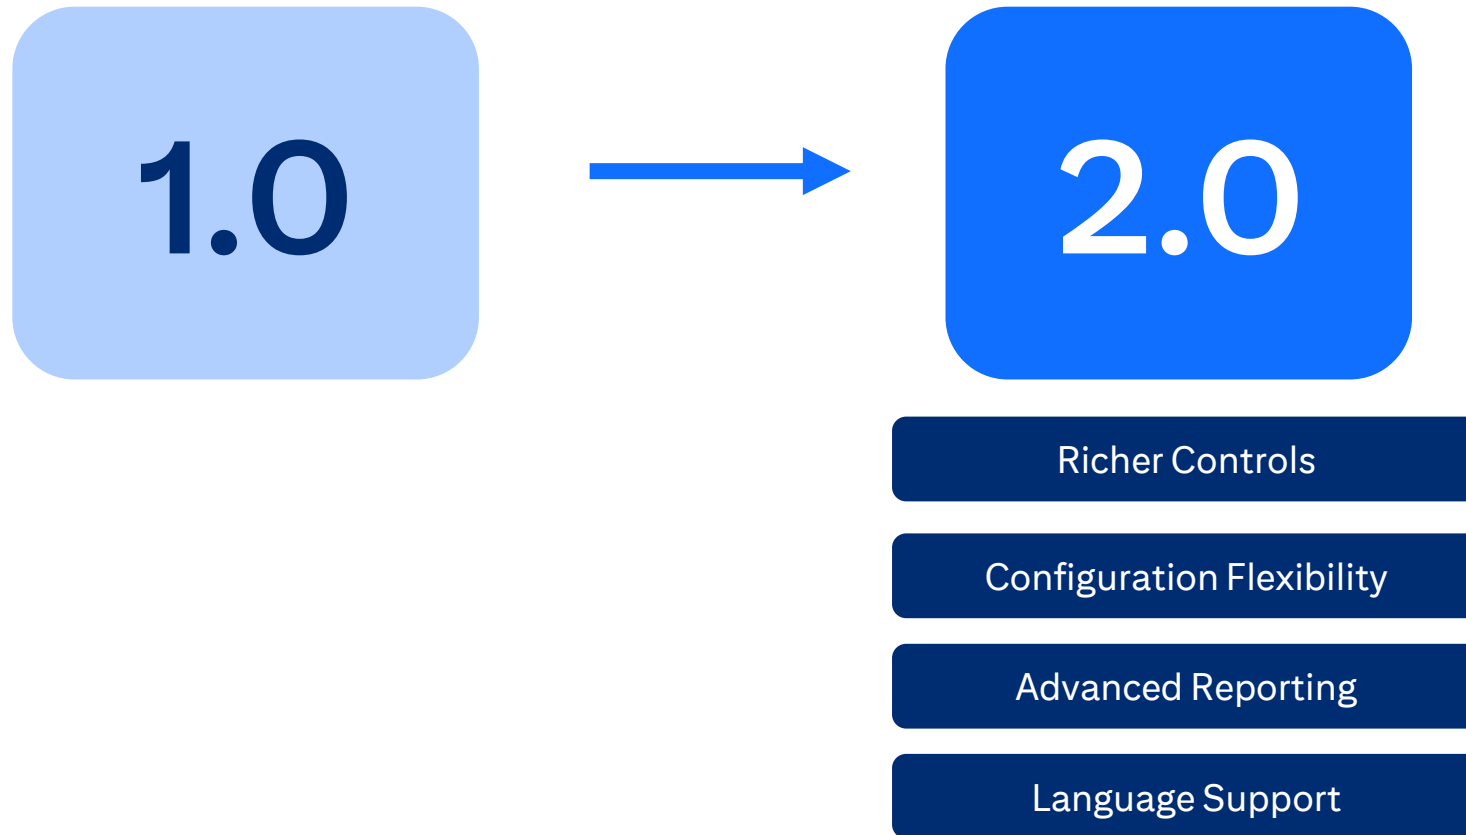 1.0
2.0
Richer Controls
Configuration Flexibility
Advanced Reporting
Language Support